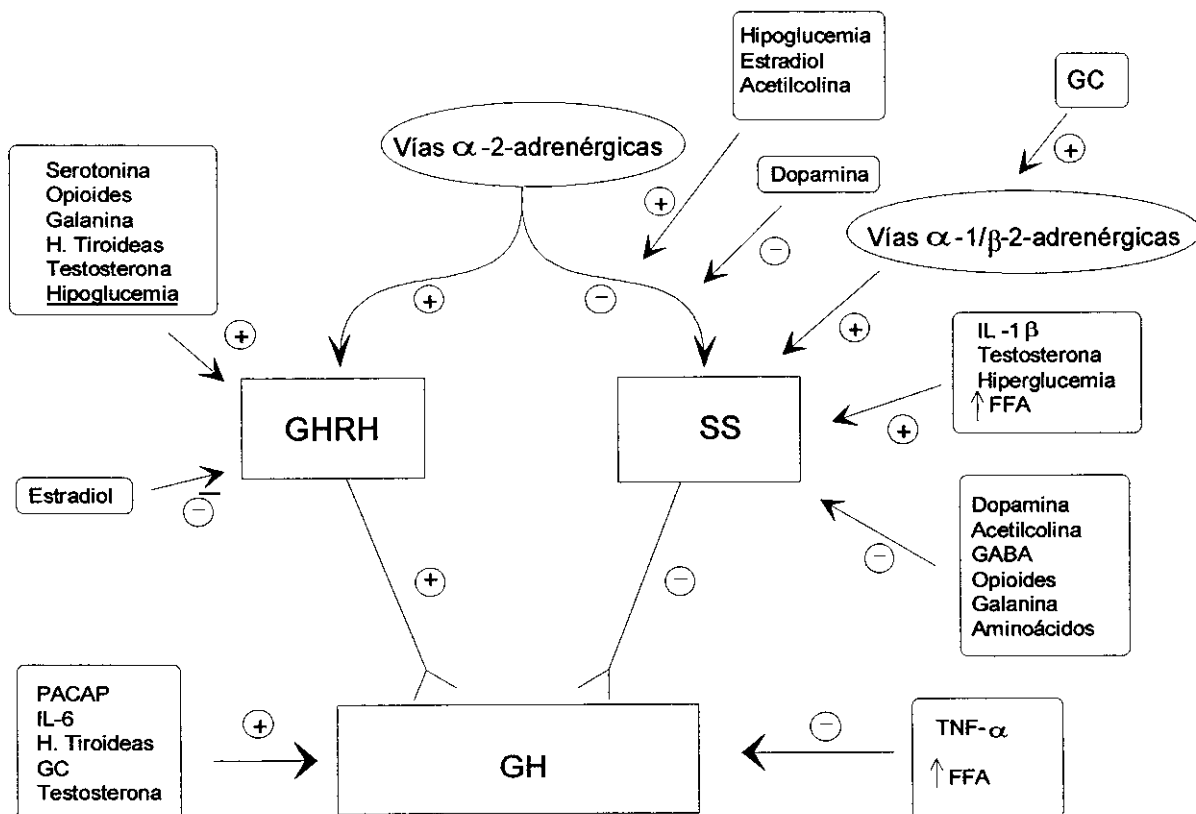 Hipoglucemia
Estradiol
Acetilcolina
GC
+
Vías α -2-adrenérgicas
Serotonina
Opioides
Galanina
H. Tiroideas
Testosterona
Hipoglucemia
+
Dopamina
+
−
Vías α -1/β-2-adrenérgicas
+
−
+
IL -1 β
Testosterona
Hiperglucemia
↑ FFA
+
GHRH
SS
Estradiol
−
Dopamina
Acetilcolina
GABA
Opioides
Galanina
Aminoácidos
−
+
−
PACAP
IL-6
H. Tiroideas
GC
Testosterona
+
GH
−
TNF- α
↑ FFA